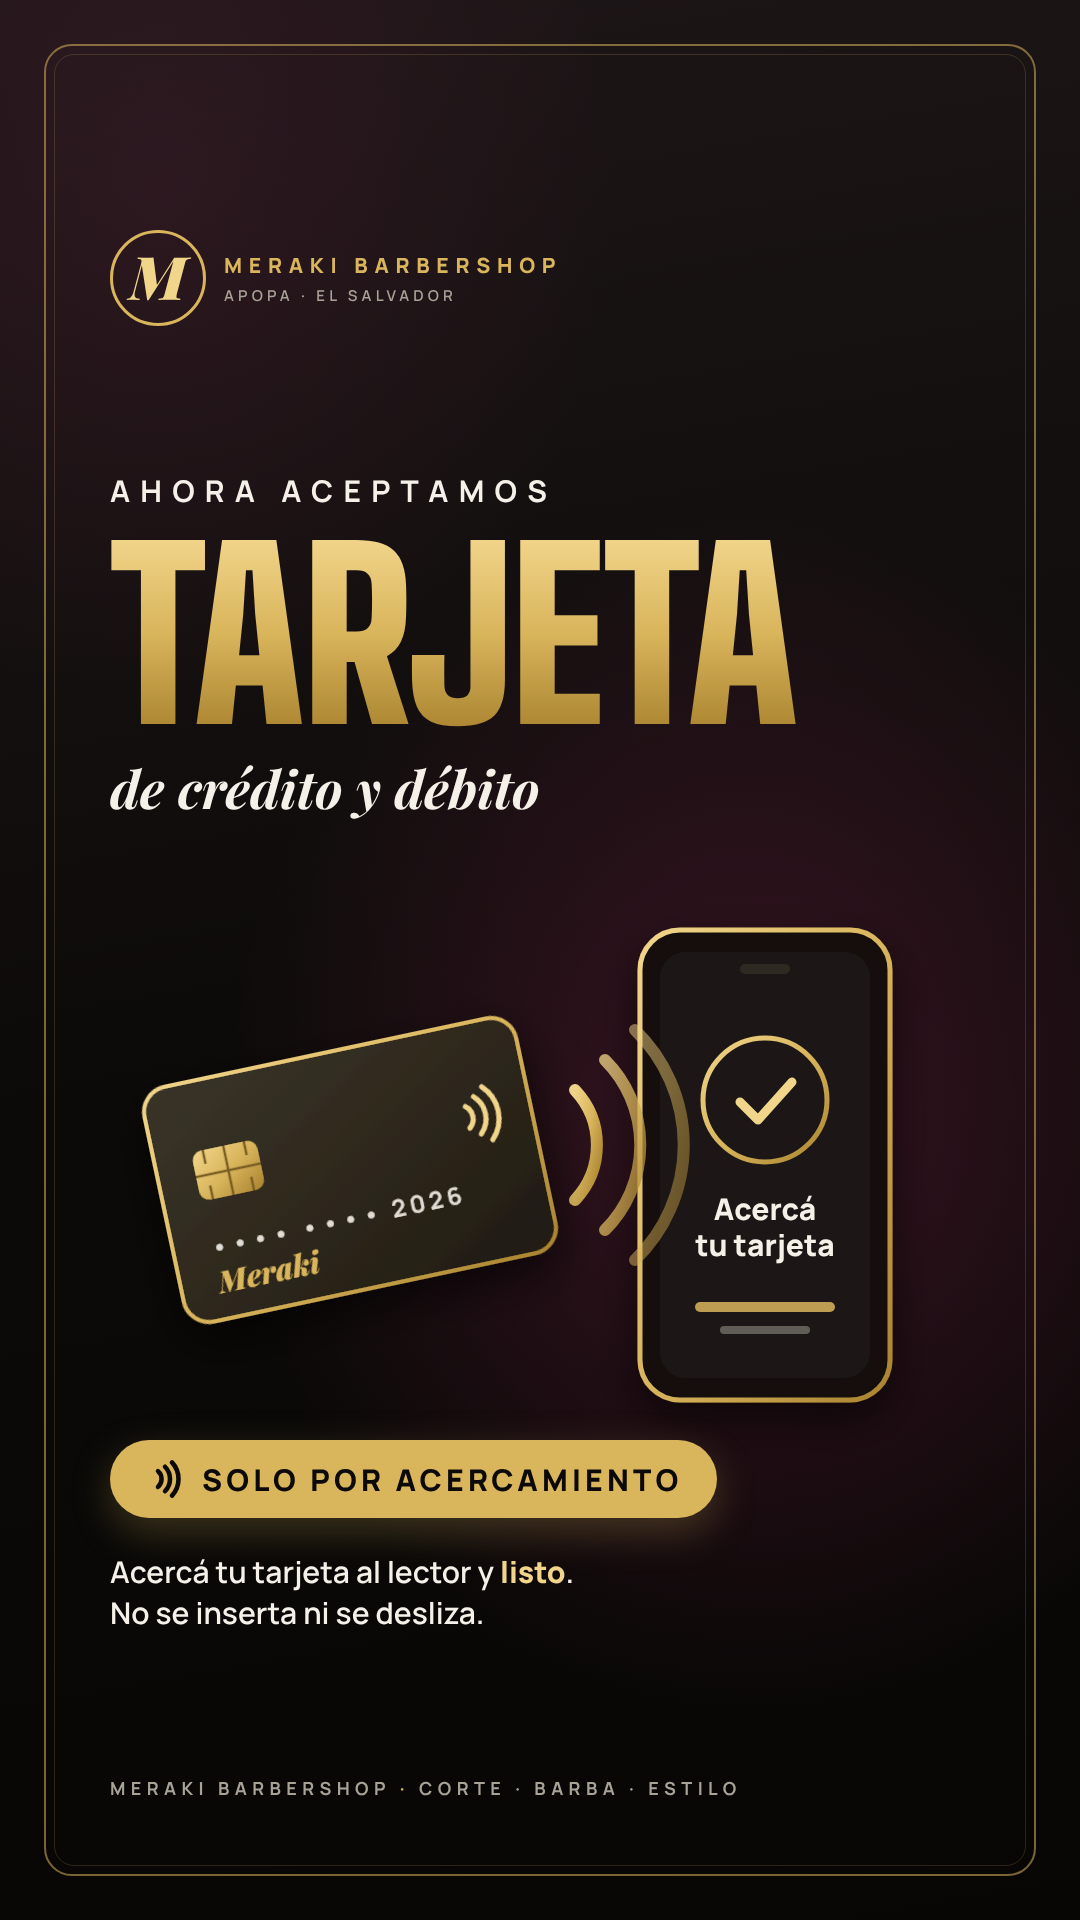 M
MERAKI BARBERSHOP
APOPA · EL SALVADOR
AHORA ACEPTAMOS
TARJETA
de crédito y débito
•••• •••• 2026
Meraki
Acercá
tu tarjeta
SOLO POR ACERCAMIENTO
Acercá tu tarjeta al lector y listo.
No se inserta ni se desliza.
MERAKI BARBERSHOP · CORTE · BARBA · ESTILO